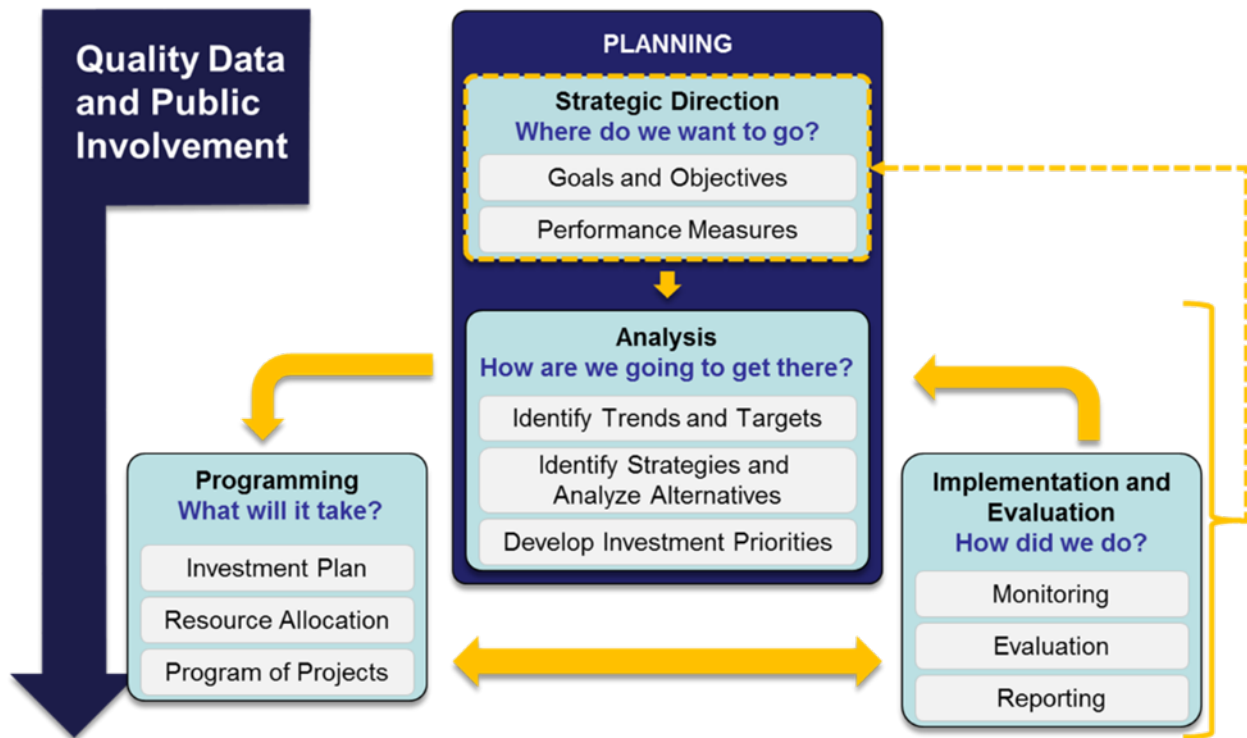 Quality Data
and Public
Involvement
PLANNING
Strategic Direction
Where do we want to go?
Goals and Objectives
Performance Measures
Analysis
How are we going to get there?
Identify Trends and Targets
Identify Strategies and
Analyze Alternatives
Develop Investment Priorities
Programming
What will it take?
Investment Plan
Resource Allocation
Program of Projects
Implementation and
Evaluation
How did we do?
Monitoring
Evaluation
Reporting